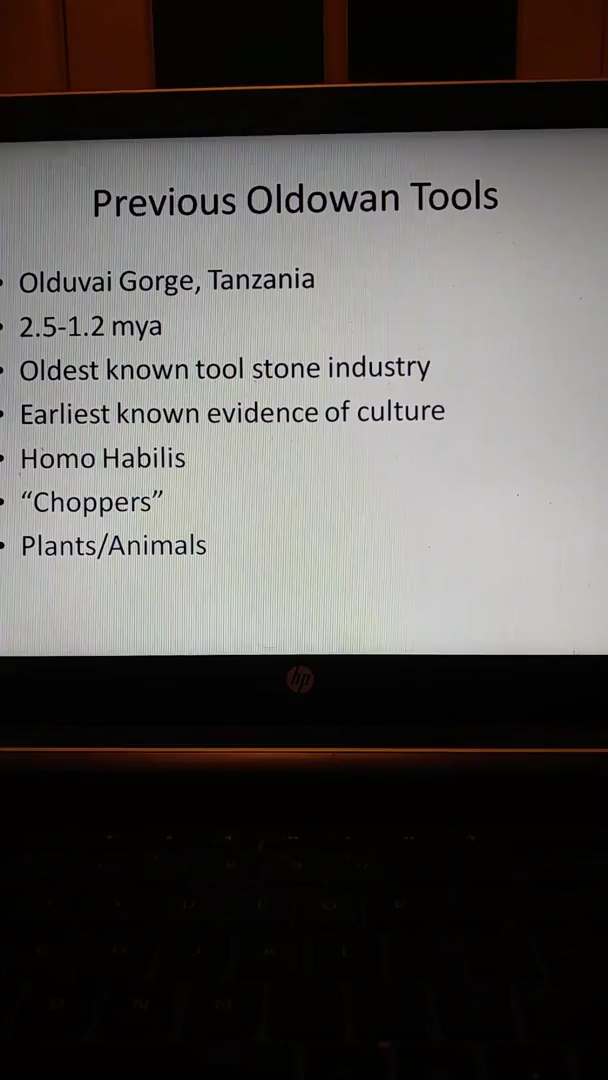 Previous Oldowan Tools
• Olduvai Gorge, Tanzania
• 2.5-1.2 mya
• Oldest known tool stone industry
• Earliest known evidence of culture
• Homo Habilis
• “Choppers”
• Plants/Animals
hp